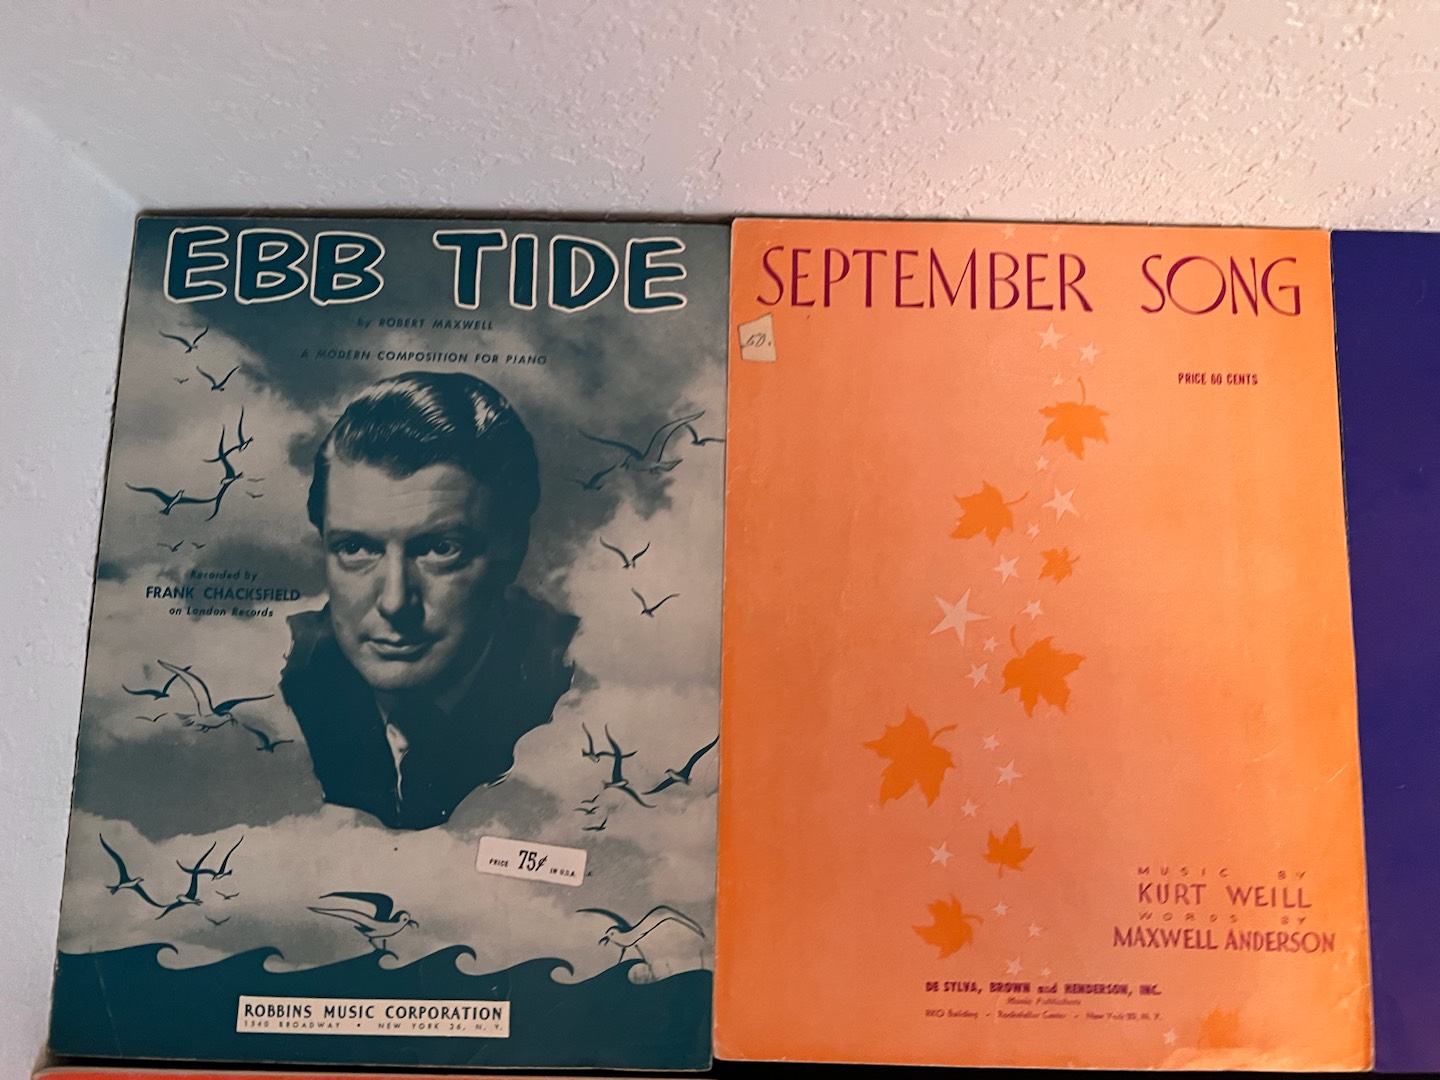 EBB TIDE
by ROBERT MAXWELL
A MODERN COMPOSITION FOR PIANO
Recorded by
FRANK CHACKSFIELD
on London Records
PRICE 75¢ IN U.S.A.
ROBBINS MUSIC CORPORATION
1540 BROADWAY • NEW YORK 36, N. Y.
SEPTEMBER SONG
.50.
PRICE 60 CENTS
MUSIC BY
KURT WEILL
WORDS BY
MAXWELL ANDERSON
DE SYLVA, BROWN and HENDERSON, INC.
Music Publishers
RKO Building - Rockefeller Center - New York 20, N. Y.